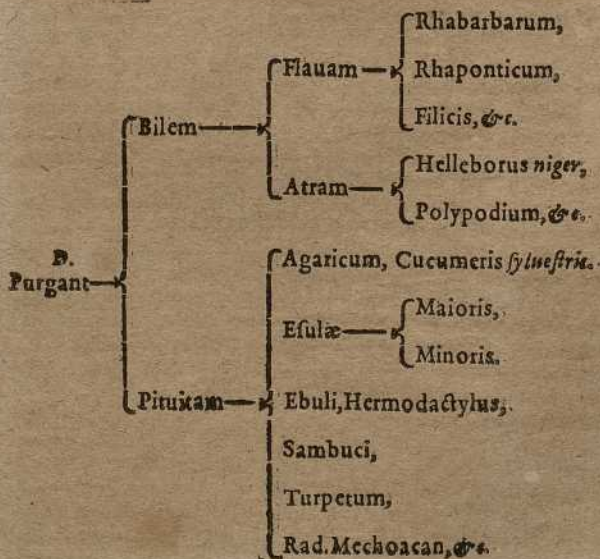 Rhabarbarum,
Flauam
Rhaponticum,
Bilem
Filicis, &c.
Helleborus niger,
Atram
Polypodium, &c.
D.
Purgant
Agaricum, Cucumeris ſylueſtris.
Maioris,
Eſulæ
Minoris.
Pituitam
Ebuli, Hermodactylus,
Sambuci,
Turpetum,
Rad. Mechoacan, &c.